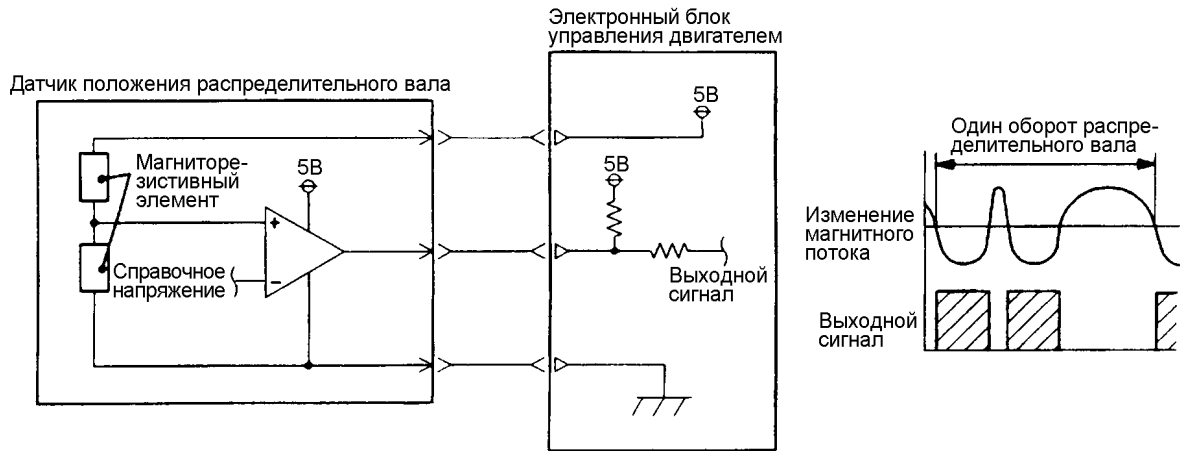 Электронный блок
управления двигателем
Датчик положения распределительного вала
5В
Магниторе-
зистивный
элемент
5В
5В
+
−
Справочное
напряжение
Выходной
сигнал
Один оборот распре-
делительного вала
Изменение
магнитного
потока
Выходной
сигнал